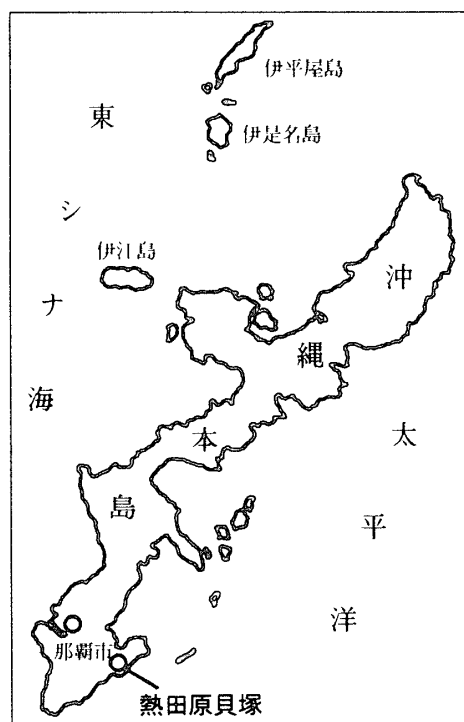 伊平屋島
伊是名島
伊江島
東シナ海
沖縄本島
太平洋
那覇市
熱田原貝塚